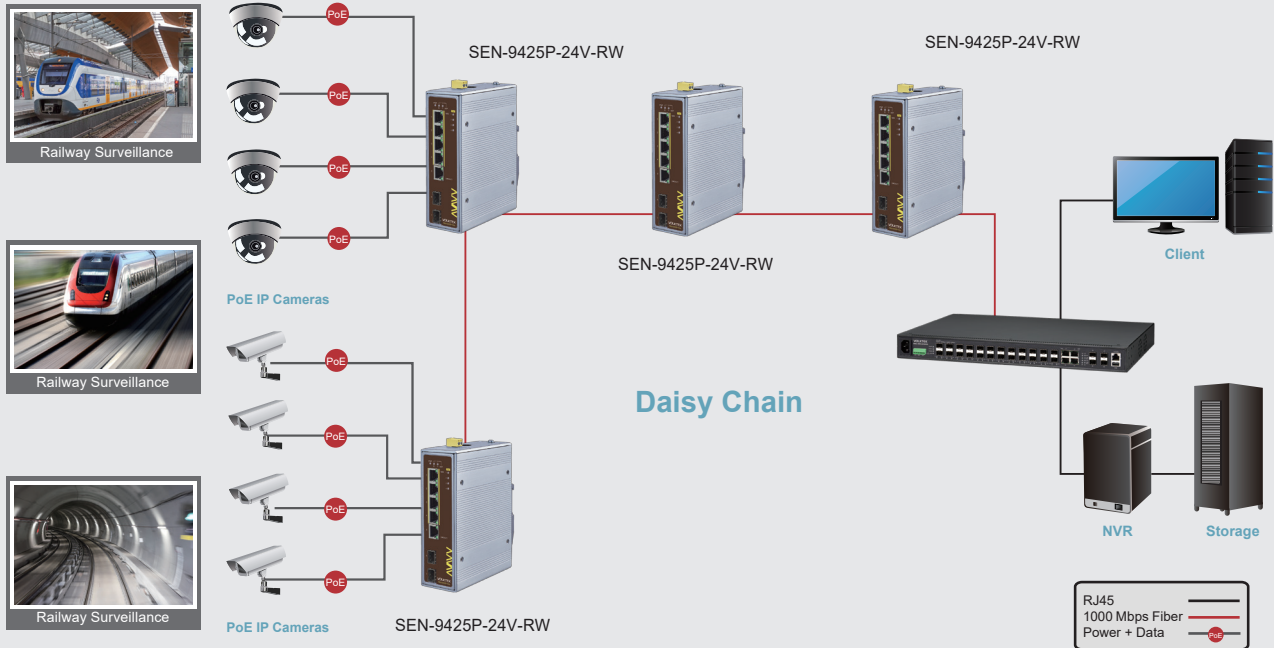 Railway Surveillance
Railway Surveillance
Railway Surveillance
PoE
PoE
PoE
PoE
PoE IP Cameras
PoE
PoE
PoE
PoE
PoE IP Cameras
SEN-9425P-24V-RW
SEN-9425P-24V-RW
SEN-9425P-24V-RW
SEN-9425P-24V-RW
Daisy Chain
Client
NVR
Storage
RJ45
1000 Mbps Fiber
Power + Data
PoE